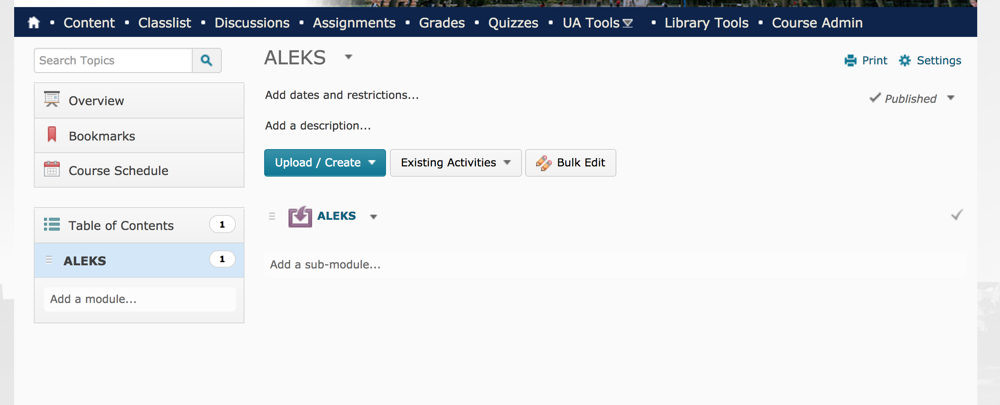 Content Classlist Discussions Assignments Grades Quizzes UA Tools Library Tools Course Admin
Search Topics
Overview
Bookmarks
Course Schedule
Table of Contents 1
ALEKS 1
Add a module...
ALEKS
Print Settings
Add dates and restrictions...
Published
Add a description...
Upload / Create Existing Activities Bulk Edit
ALEKS
Add a sub-module...